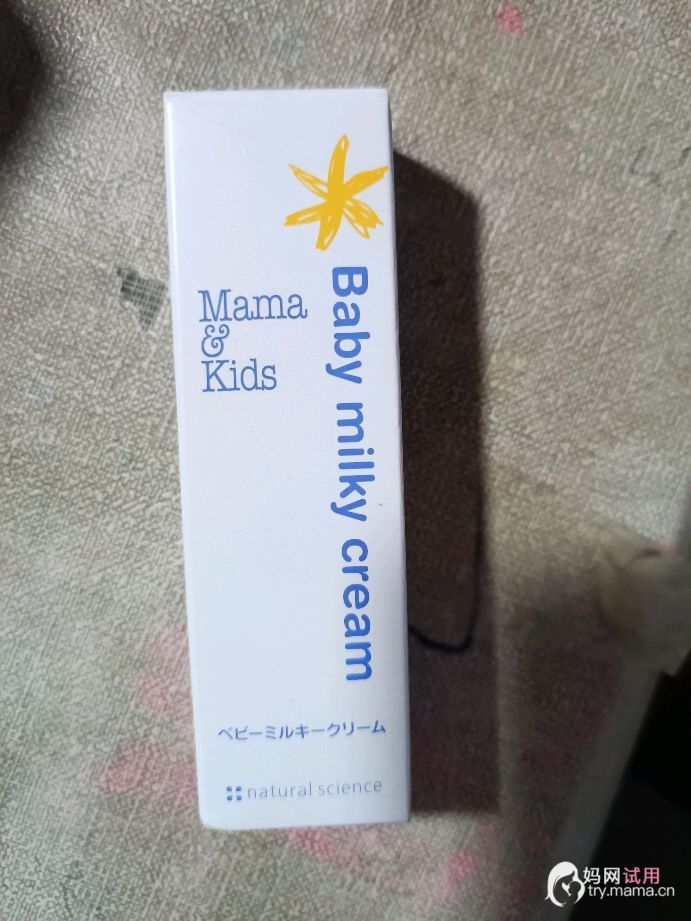 Mama
&
Kids
Baby milky cream
ベビーミルキークリーム
natural science
妈网试用
try.mama.cn